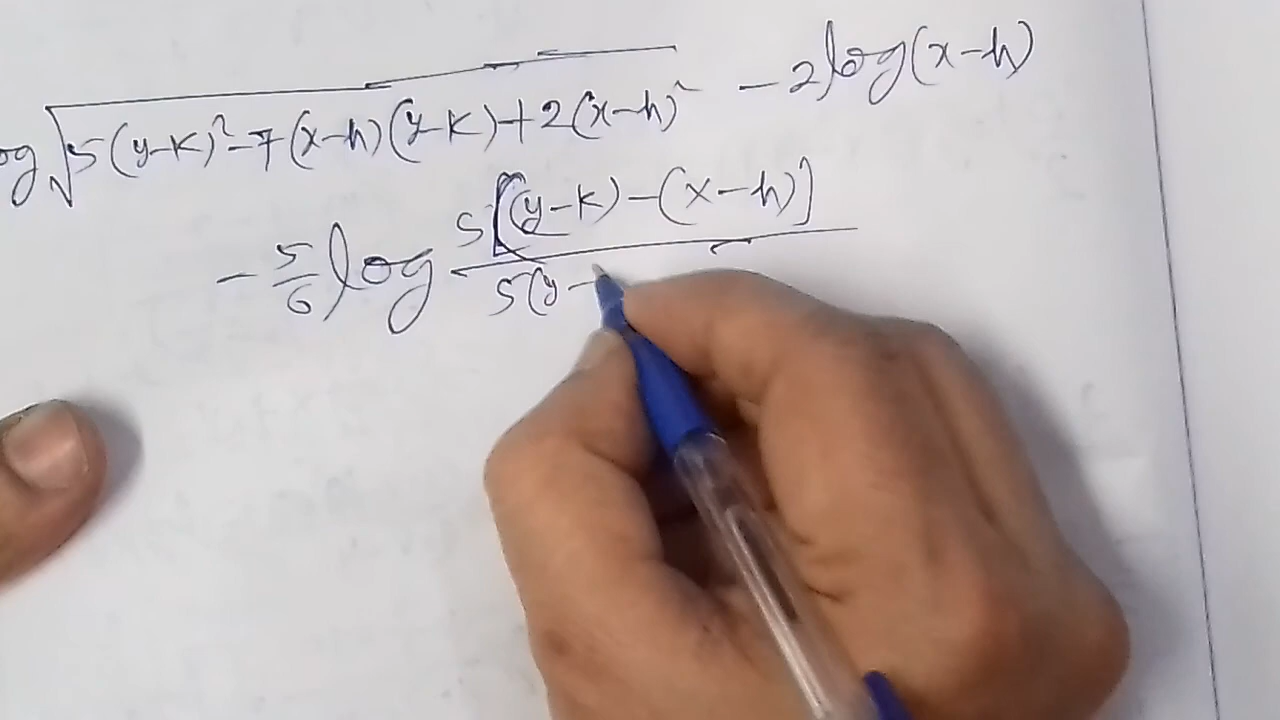 og √5(y-k)²-7(x-h)(y-k)+2(x-h)² - 2log(x-h)
- 5/6 log 5[(y-k)-(x-h)] / 5(y-